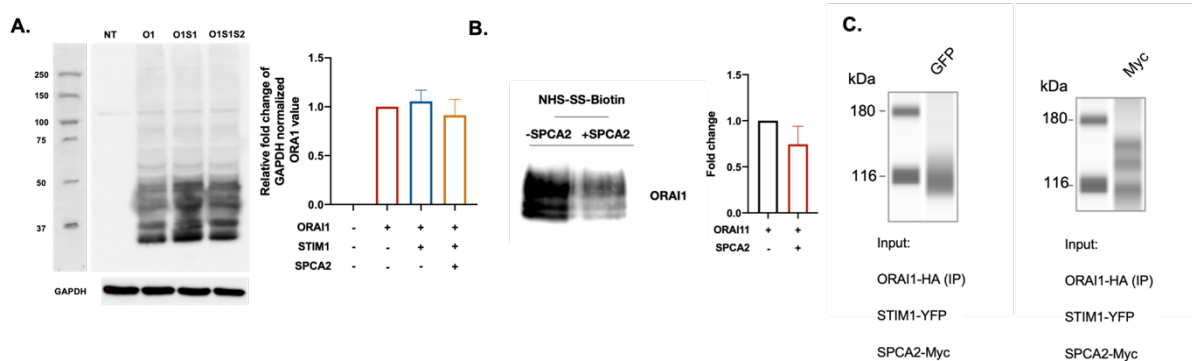 A.
NT O1 O1S1 O1S1S2
250
150
100
75
50
37
GAPDH
Relative fold change of
GAPDH normalized
ORA1 value
1.5
1.0
0.5
0.0
ORAI1 - + + +
STIM1 - - + +
SPCA2 - - - +
B.
NHS-SS-Biotin
-SPCA2 +SPCA2
ORAI1
Fold change
1.5
1.0
0.5
0.0
ORAI11 + +
SPCA2 - +
C.
kDa
GFP
180
116
Input:
ORAI1-HA (IP)
STIM1-YFP
SPCA2-Myc
kDa
Myc
180
116
Input:
ORAI1-HA (IP)
STIM1-YFP
SPCA2-Myc